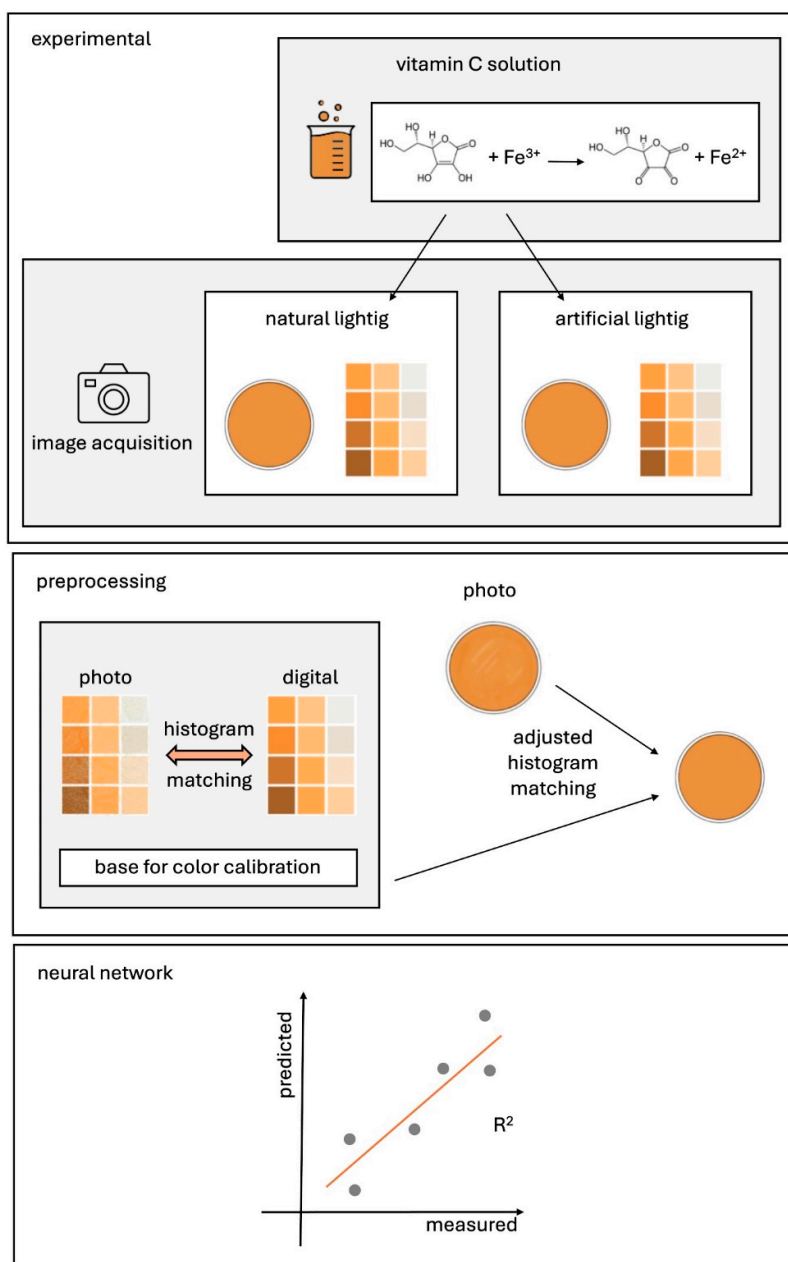 experimental
vitamin C solution
HO
HO
H
O
O
HO
OH
+ Fe³⁺
HO
HO
H
O
O
O
O
+ Fe²⁺
natural lightig
artificial lightig
image acquisition
preprocessing
photo
photo
digital
histogram
matching
adjusted
histogram
matching
base for color calibration
neural network
predicted
R²
measured